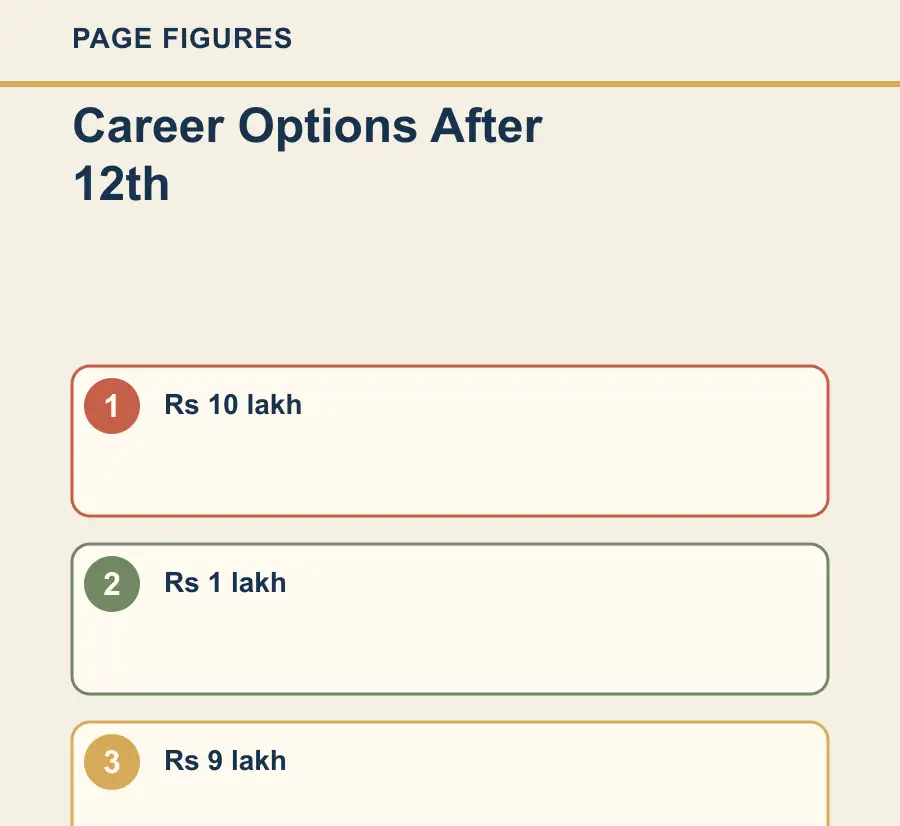 PAGE FIGURES
Career Options After
12th
1 Rs 10 lakh
2 Rs 1 lakh
3 Rs 9 lakh